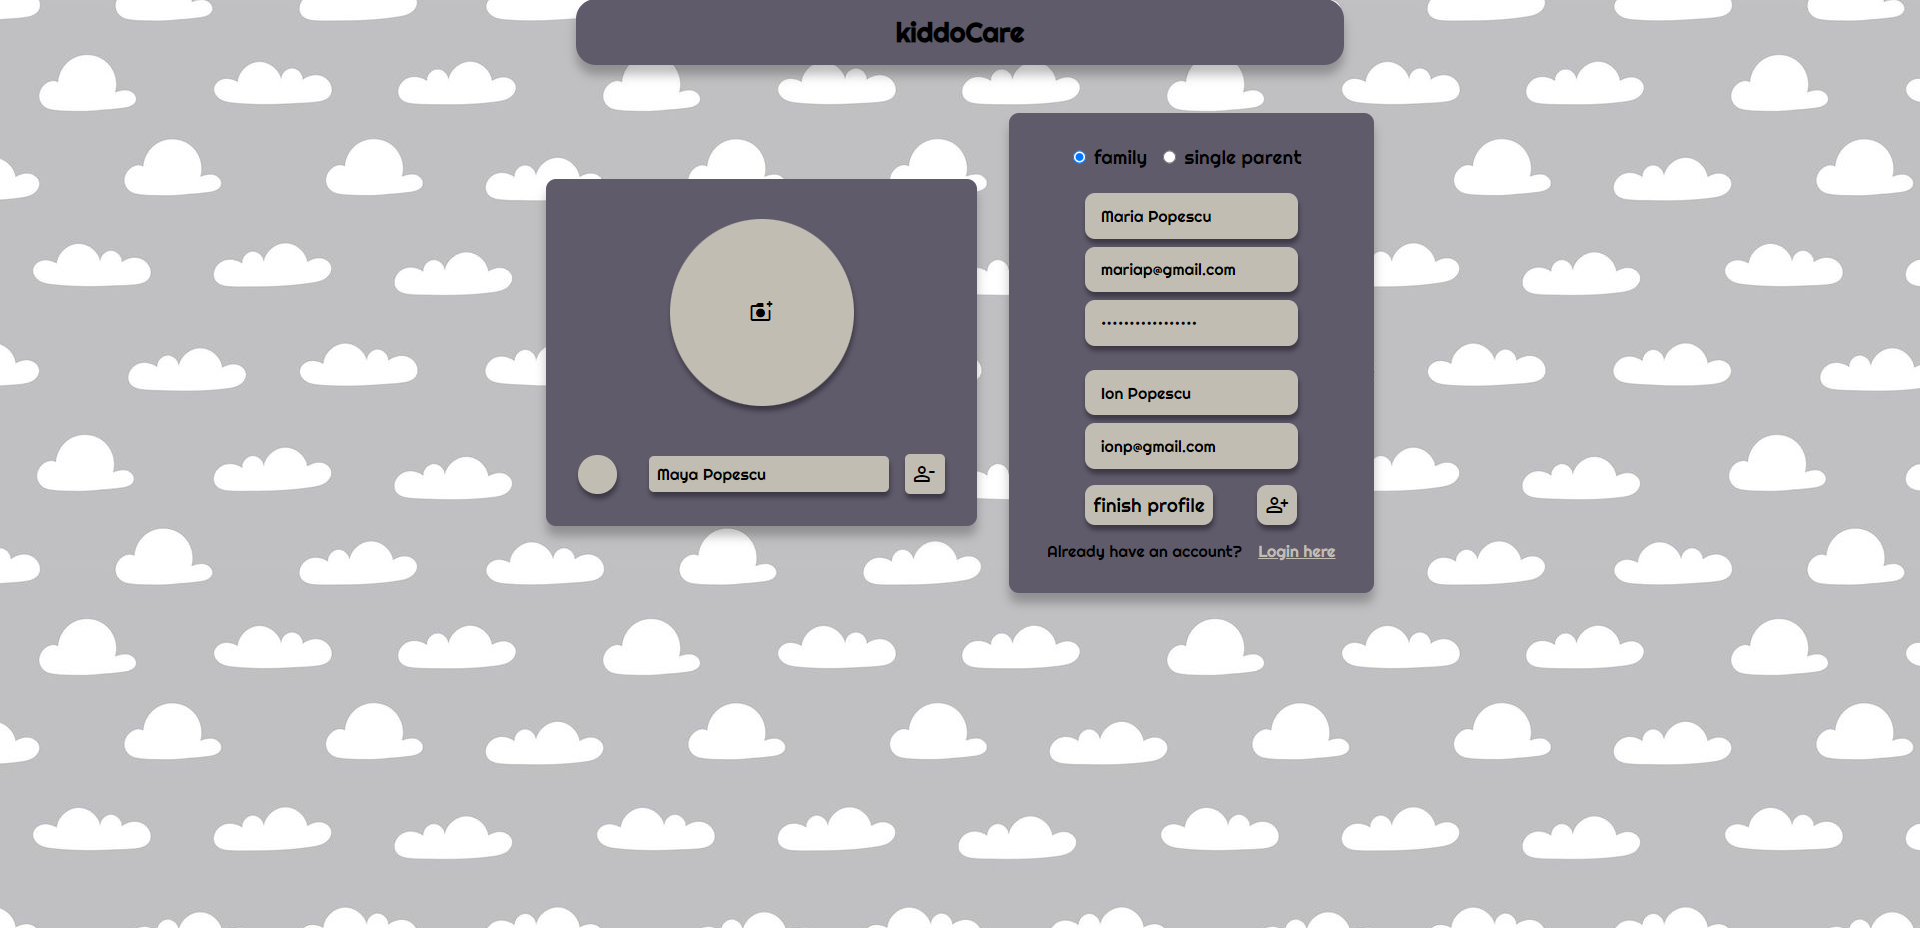 kiddoCare
family single parent
Maria Popescu
mariap@gmail.com
•••••••••••••••••
Ion Popescu
ionp@gmail.com
finish profile
Already have an account? Login here
Maya Popescu